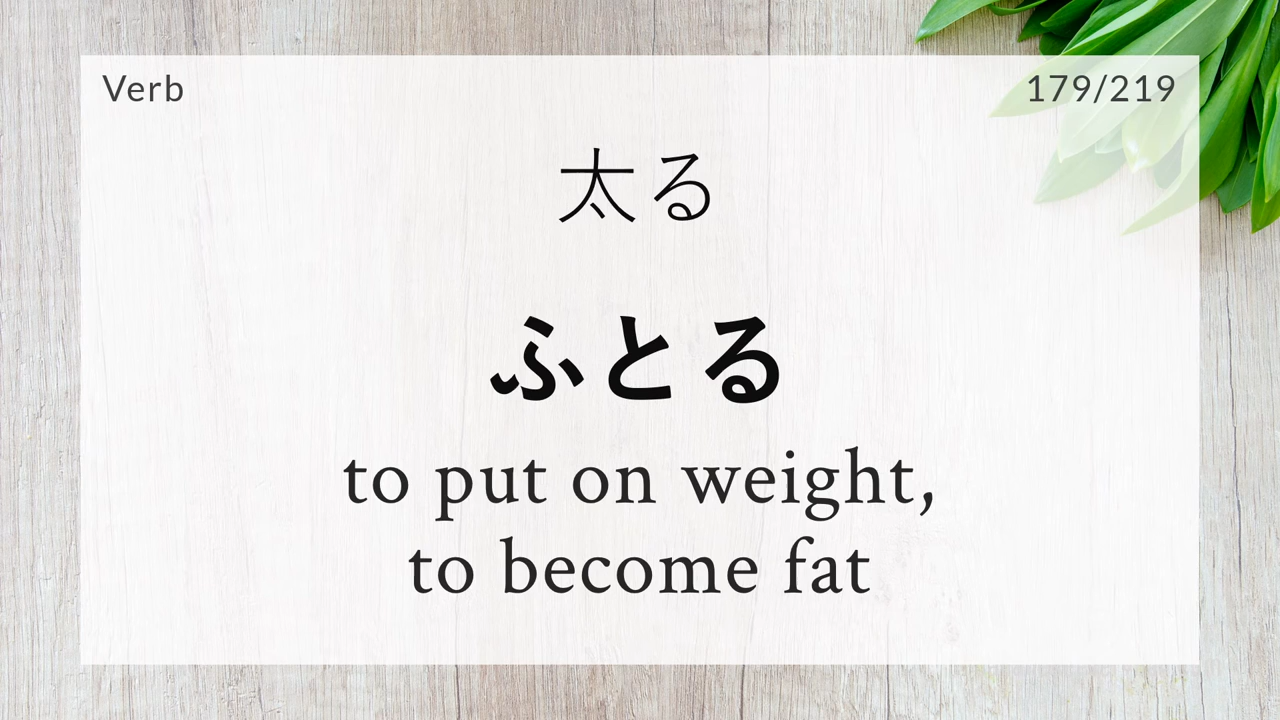 Verb
179/219
太る
ふとる
to put on weight,
to become fat